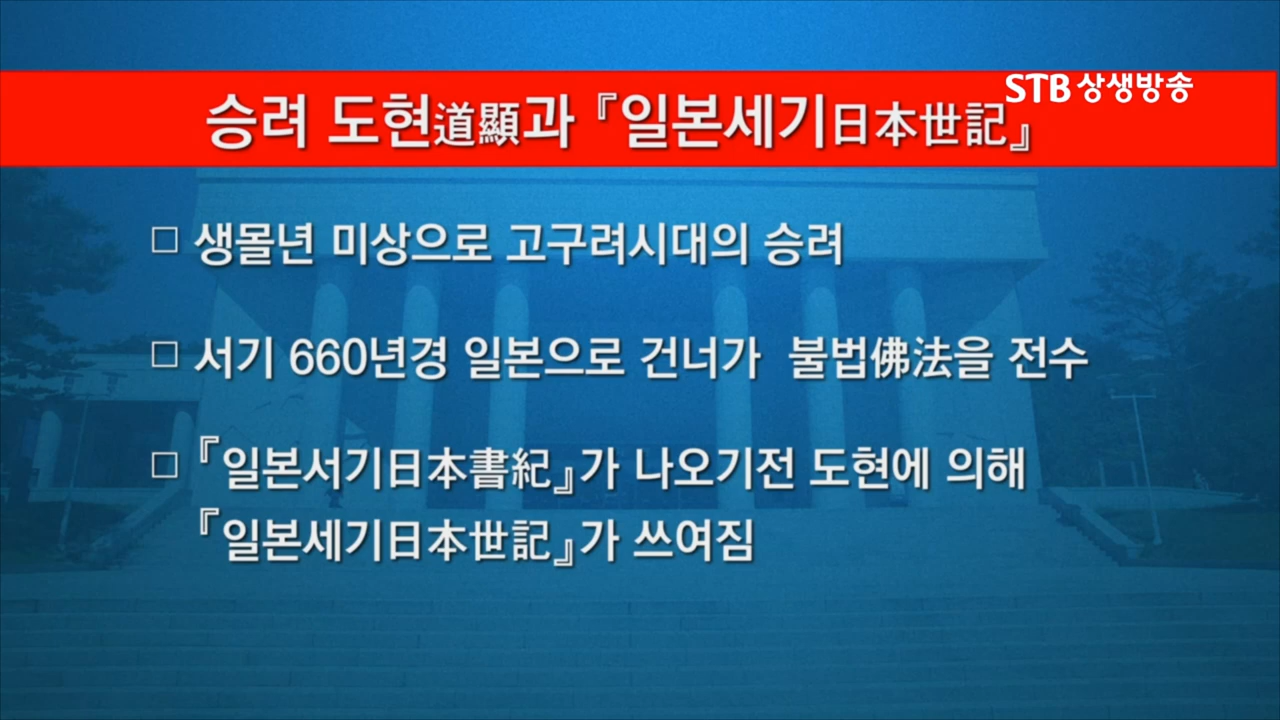 STB 상생방송
승려 도현道顯과 『일본세기日本世記』
□ 생몰년 미상으로 고구려시대의 승려
□ 서기 660년경 일본으로 건너가 불법佛法을 전수
□ 『일본서기日本書紀』가 나오기전 도현에 의해
『일본세기日本世記』가 쓰여짐